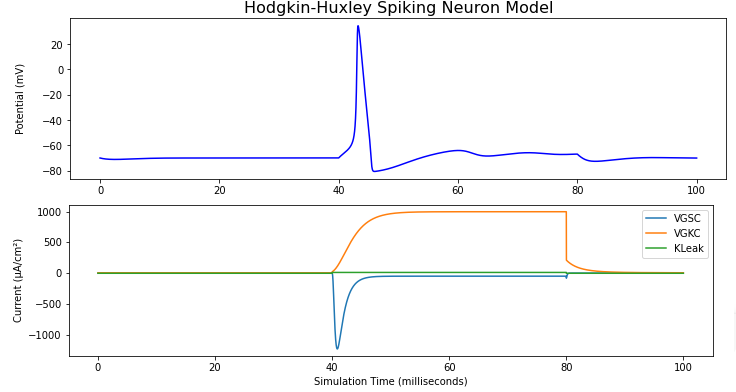 Hodgkin-Huxley Spiking Neuron Model
Potential (mV)
20
0
−20
−40
−60
−80
0 20 40 60 80 100
Current (μA/cm²)
1000
500
0
−500
−1000
VGSC
VGKC
KLeak
0 20 40 60 80 100
Simulation Time (milliseconds)